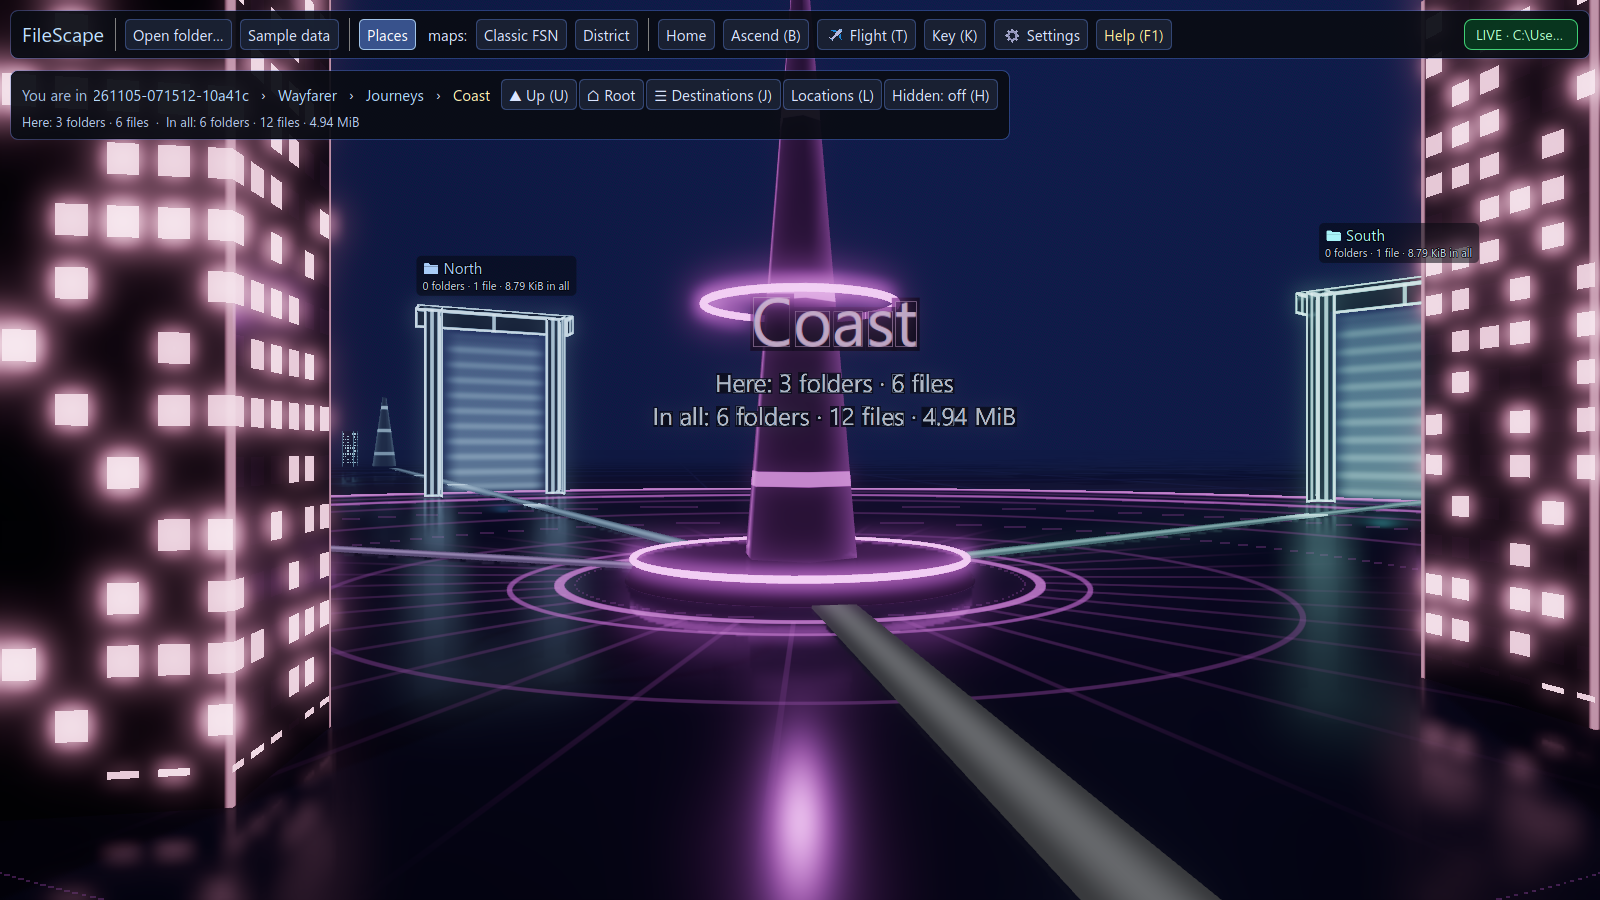 FileScape Open folder... Sample data Places maps: Classic FSN District Home Ascend (B) Flight (T) Key (K) Settings Help (F1) LIVE · C:\Use...
You are in 261105-071512-10a41c › Wayfarer › Journeys › Coast ▲ Up (U) Root ☰ Destinations (J) Locations (L) Hidden: off (H)
Here: 3 folders · 6 files · In all: 6 folders · 12 files · 4.94 MiB
South
0 folders · 1 file · 8.79 KiB in all
North
0 folders · 1 file · 8.79 KiB in all
Coast
Here: 3 folders · 6 files
In all: 6 folders · 12 files · 4.94 MiB